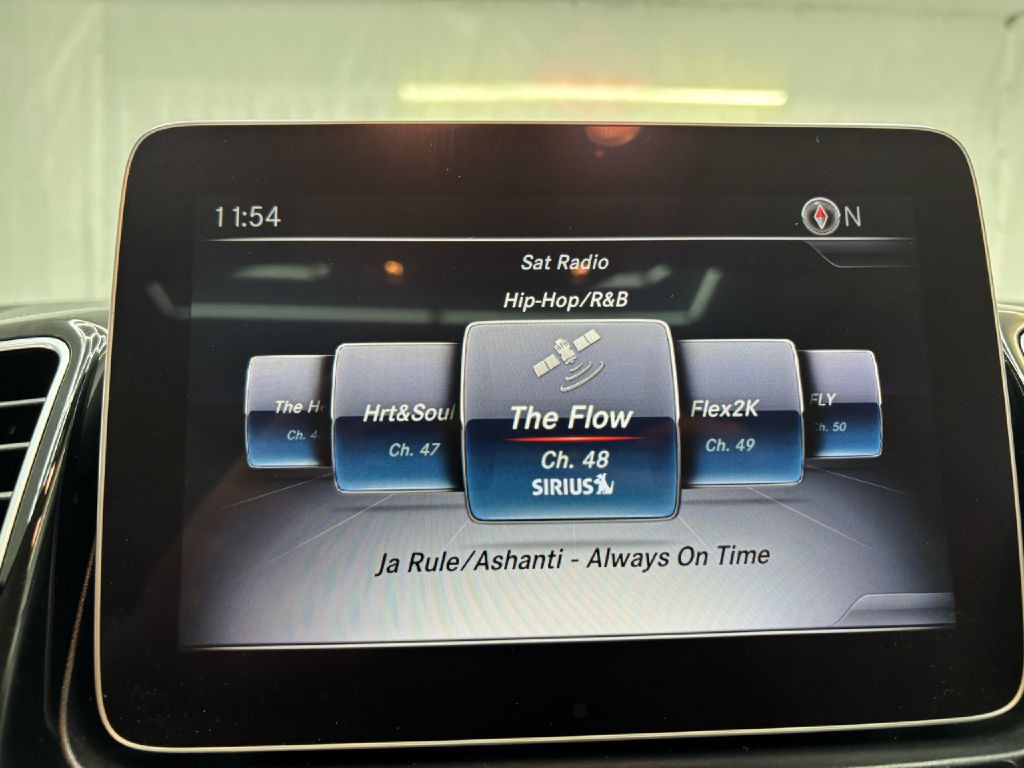 11:54
N
Sat Radio
Hip-Hop/R&B
The
Hrt&Soul
The Flow
Flex2K
FLY
Ch. 47
Ch. 48
Ch. 49
Ch. 50
SIRIUS
Ja Rule/Ashanti - Always On Time